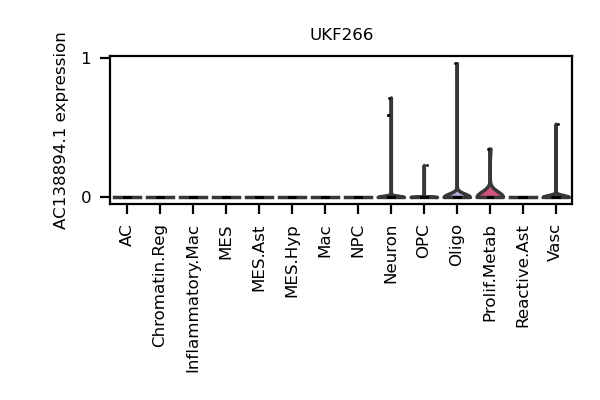 UKF266
AC138894.1 expression
1
0
AC
Chromatin.Reg
Inflammatory.Mac
MES
MES.Ast
MES.Hyp
Mac
NPC
Neuron
OPC
Oligo
Prolif.Metab
Reactive.Ast
Vasc